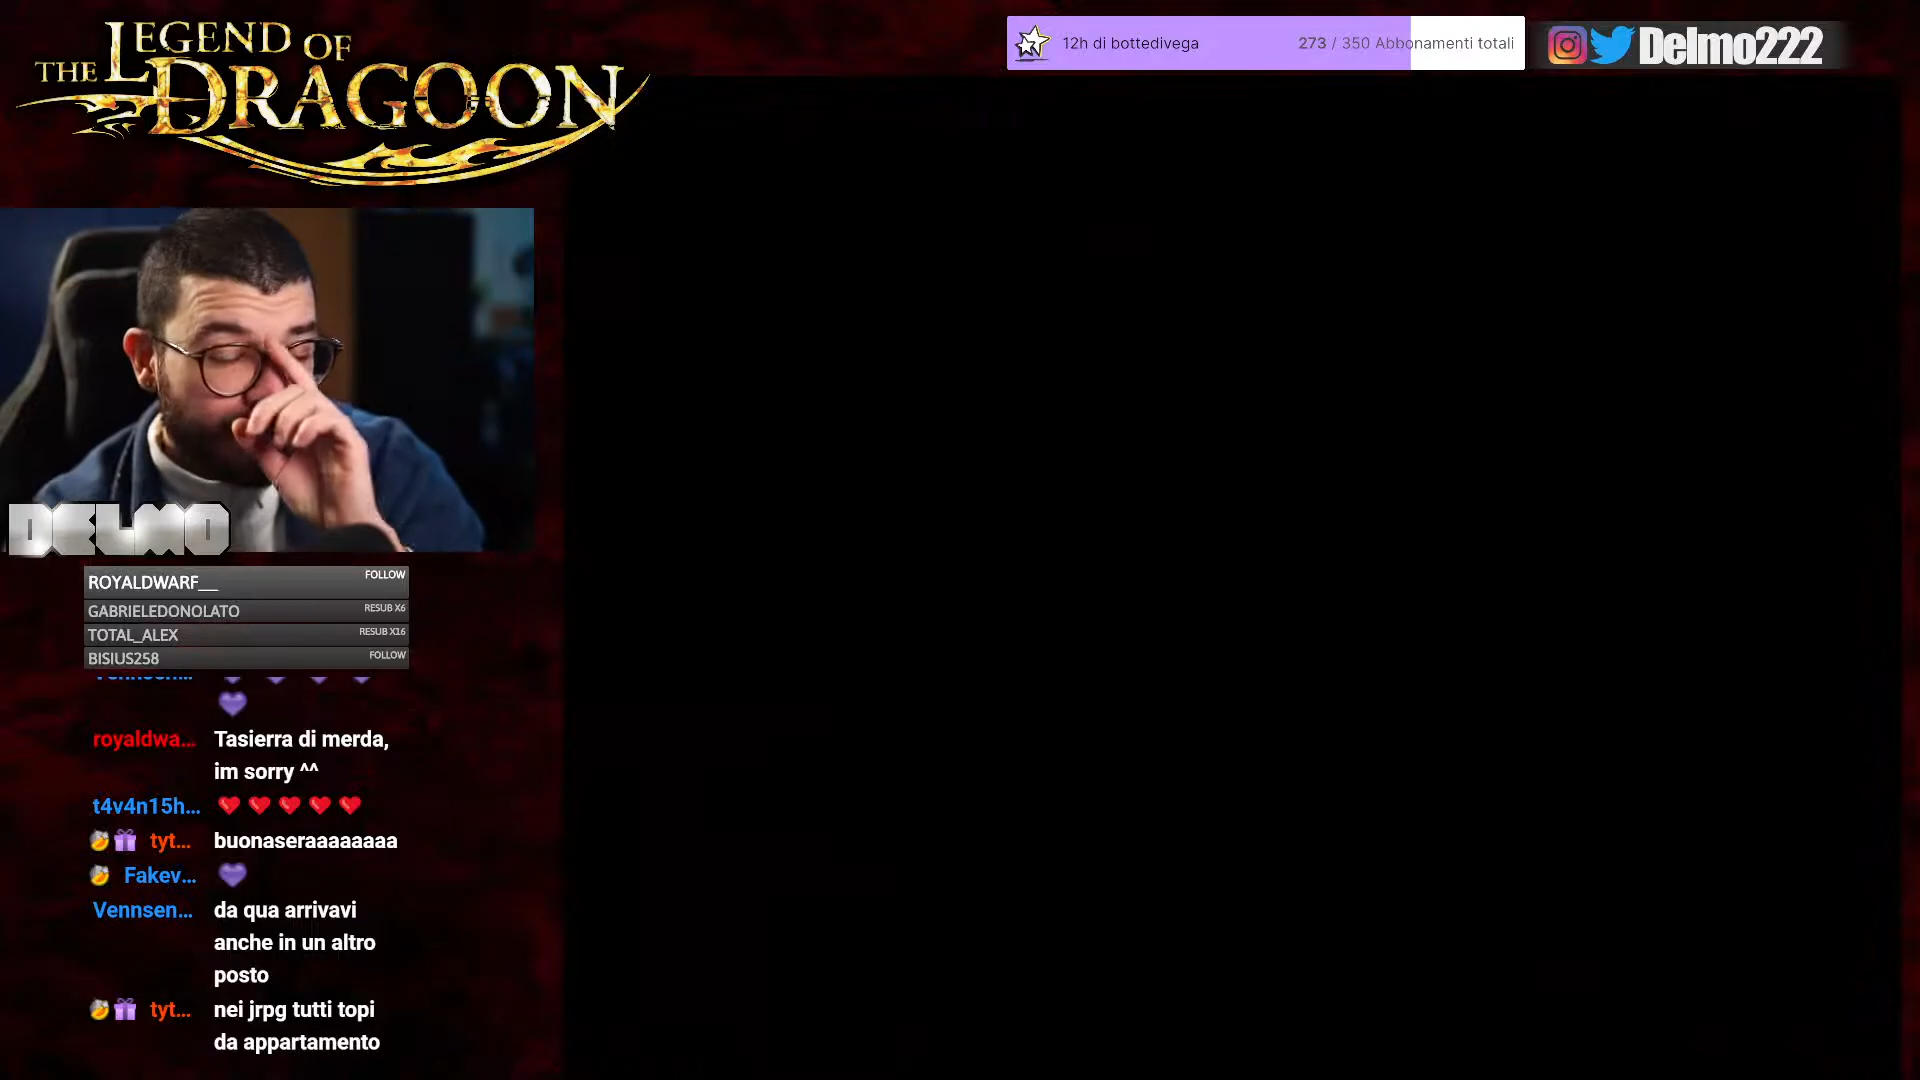 THE LEGEND OF
DRAGOON
12h di bottedivega 273 / 350 Abbonamenti totali
Delmo222
DELMO
ROYALDWARF__ FOLLOW
GABRIELEDONOLATO RESUB X6
TOTAL_ALEX RESUB X16
BISIUS258 FOLLOW
royaldwa... Tasierra di merda,
im sorry ^^
t4v4n15h...
tyt... buonaseraaaaaaaa
Fakev...
Vennsen... da qua arrivavi
anche in un altro
posto
tyt... nei jrpg tutti topi
da appartamento